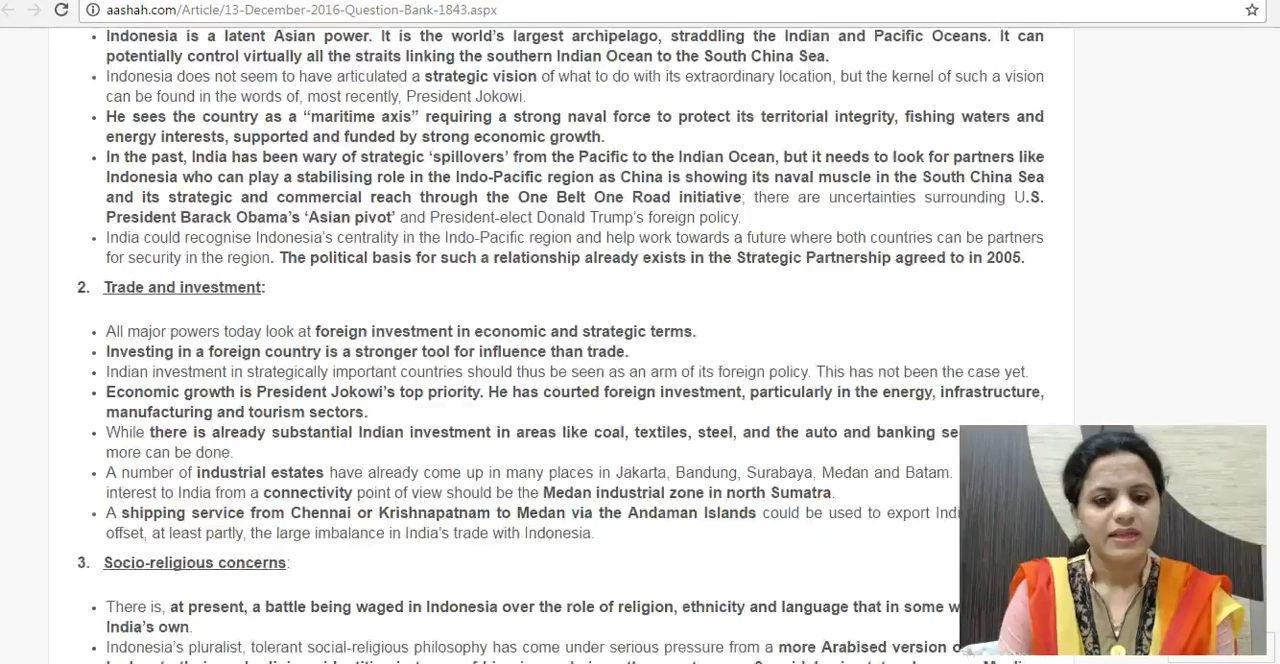 aashah.com/Article/13-December-2016-Question-Bank-1843.aspx
• Indonesia is a latent Asian power. It is the world's largest archipelago, straddling the Indian and Pacific Oceans. It can
potentially control virtually all the straits linking the southern Indian Ocean to the South China Sea.
• Indonesia does not seem to have articulated a strategic vision of what to do with its extraordinary location, but the kernel of such a vision
can be found in the words of, most recently, President Jokowi.
• He sees the country as a “maritime axis” requiring a strong naval force to protect its territorial integrity, fishing waters and
energy interests, supported and funded by strong economic growth.
• In the past, India has been wary of strategic ‘spillovers’ from the Pacific to the Indian Ocean, but it needs to look for partners like
Indonesia who can play a stabilising role in the Indo-Pacific region as China is showing its naval muscle in the South China Sea
and its strategic and commercial reach through the One Belt One Road initiative; there are uncertainties surrounding U.S.
President Barack Obama’s ‘Asian pivot’ and President-elect Donald Trump’s foreign policy.
• India could recognise Indonesia’s centrality in the Indo-Pacific region and help work towards a future where both countries can be partners
for security in the region. The political basis for such a relationship already exists in the Strategic Partnership agreed to in 2005.
2. Trade and investment:
• All major powers today look at foreign investment in economic and strategic terms.
• Investing in a foreign country is a stronger tool for influence than trade.
• Indian investment in strategically important countries should thus be seen as an arm of its foreign policy. This has not been the case yet.
• Economic growth is President Jokowi’s top priority. He has courted foreign investment, particularly in the energy, infrastructure,
manufacturing and tourism sectors.
• While there is already substantial Indian investment in areas like coal, textiles, steel, and the auto and banking se
more can be done.
• A number of industrial estates have already come up in many places in Jakarta, Bandung, Surabaya, Medan and Batam.
interest to India from a connectivity point of view should be the Medan industrial zone in north Sumatra.
• A shipping service from Chennai or Krishnapatnam to Medan via the Andaman Islands could be used to export Indi
offset, at least partly, the large imbalance in India’s trade with Indonesia.
3. Socio-religious concerns:
• There is, at present, a battle being waged in Indonesia over the role of religion, ethnicity and language that in some w
India’s own.
• Indonesia’s pluralist, tolerant social-religious philosophy has come under serious pressure from a more Arabised version o